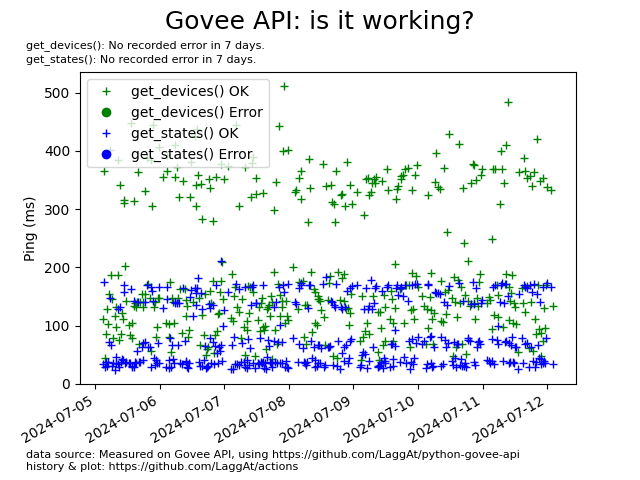 Govee API: is it working?
get_devices(): No recorded error in 7 days.
get_states(): No recorded error in 7 days.
get_devices() OK
get_devices() Error
get_states() OK
get_states() Error
Ping (ms)
500
400
300
200
100
0
2024-07-05
2024-07-06
2024-07-07
2024-07-08
2024-07-09
2024-07-10
2024-07-11
2024-07-12
data source: Measured on Govee API, using https://github.com/LaggAt/python-govee-api
history & plot: https://github.com/LaggAt/actions